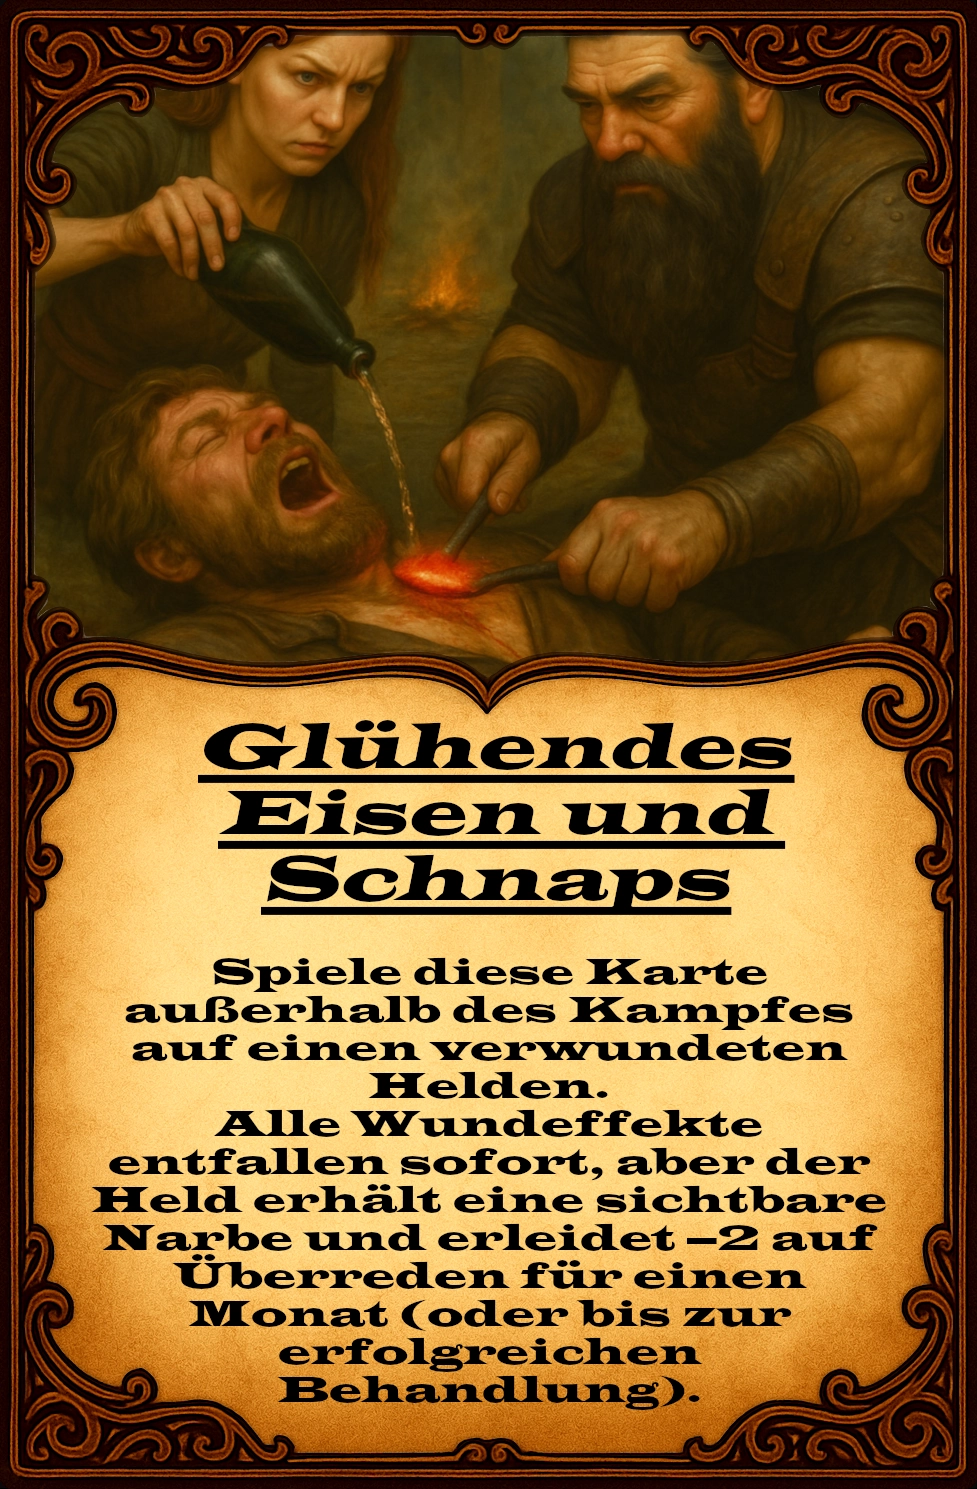 Glühendes
Eisen und
Schnaps
Spiele diese Karte
außerhalb des Kampfes
auf einen verwundeten
Helden.
Alle Wundeffekte
entfallen sofort, aber der
Held erhält eine sichtbare
Narbe und erleidet –2 auf
Überreden für einen
Monat (oder bis zur
erfolgreichen
Behandlung).